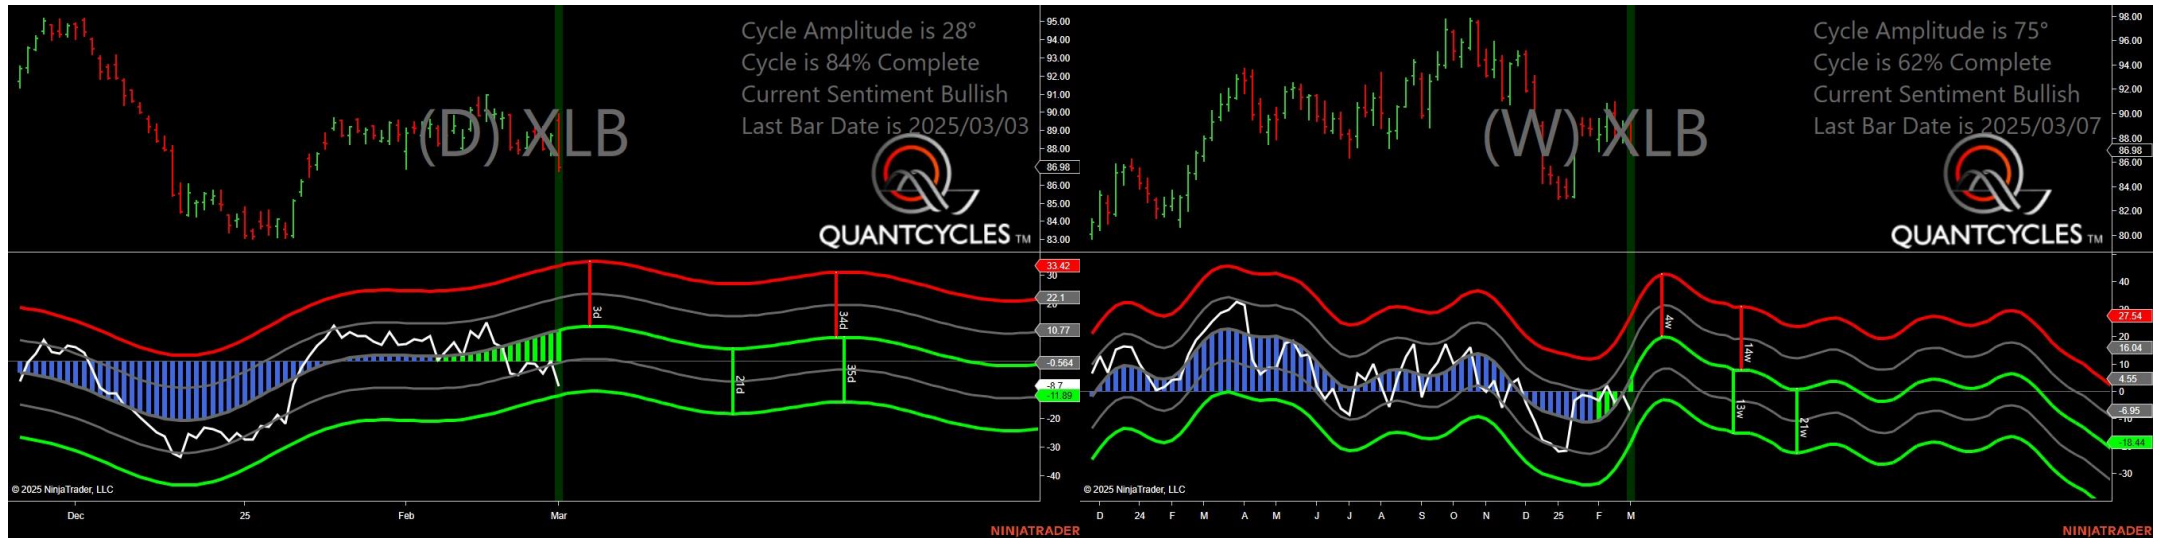 Cycle Amplitude is 28°
Cycle is 84% Complete
Current Sentiment Bullish
Last Bar Date is 2025/03/03
(D) XLB
QUANTCYCLES TM
95.00
94.00
93.00
92.00
91.00
90.00
89.00
88.00
86.98
86.00
85.00
84.00
83.00
33.42
30
22.1
10.77
-0.564
-8.7
-11.89
-20
-30
-40
3d
21d
34d
35d
© 2025 NinjaTrader, LLC
Dec
25
Feb
Mar
NINJATRADER
Cycle Amplitude is 75°
Cycle is 62% Complete
Current Sentiment Bullish
Last Bar Date is 2025/03/07
(W) XLB
QUANTCYCLES TM
98.00
96.00
94.00
92.00
90.00
88.00
86.98
86.00
84.00
82.00
80.00
40
30
27.54
20
16.04
10
4.55
0
-6.95
-10
-18.44
-30
4w
14w
13w
21w
© 2025 NinjaTrader, LLC
D
24
F
M
A
M
J
J
A
S
O
N
D
25
F
M
NINJATRADER